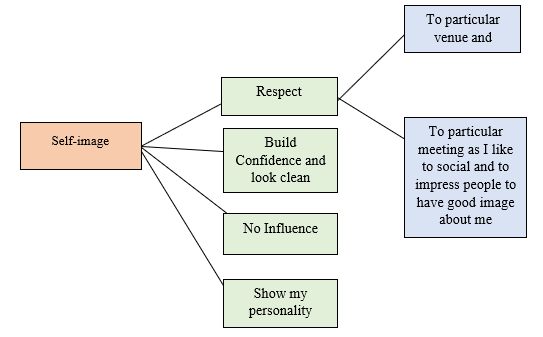 Self-image
Respect
Build
Confidence and
look clean
No Influence
Show my
personality
To particular
venue and
To particular
meeting as I like
to social and to
impress people to
have good image
about me